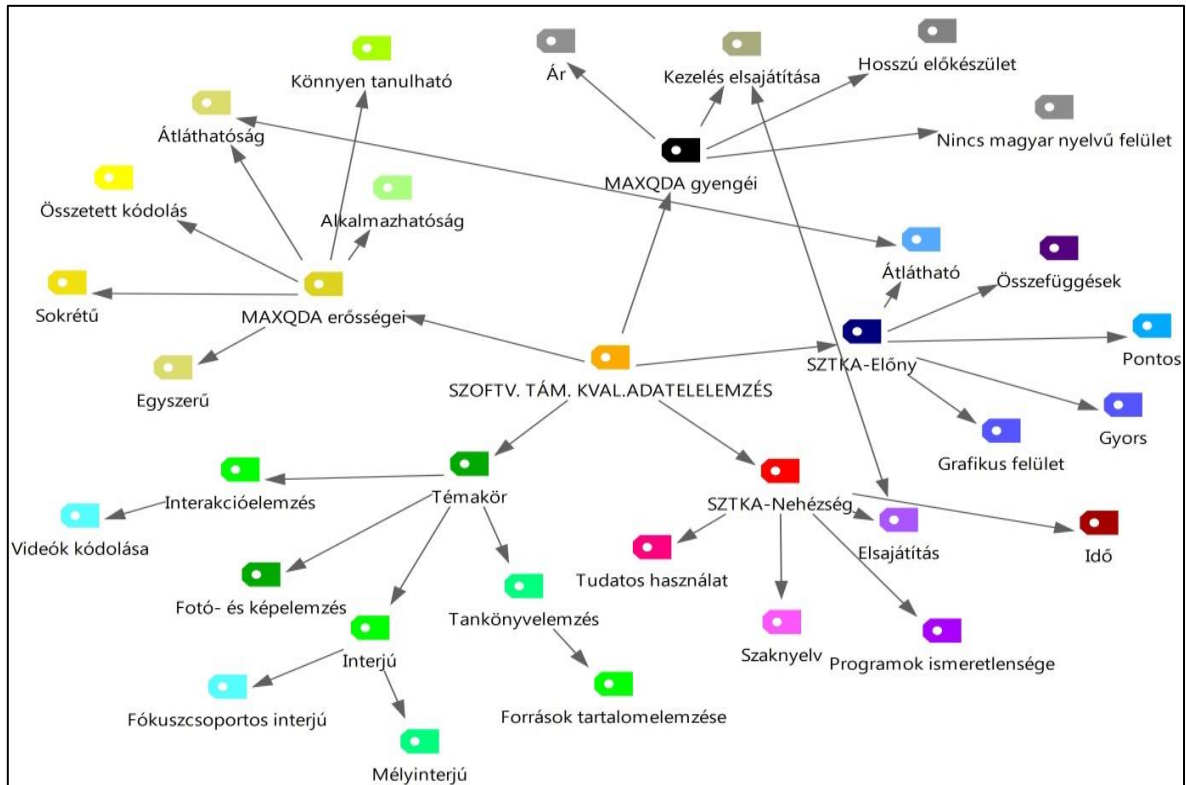 Ár
Kezelés elsajátítása
Hosszú előkészület
Könnyen tanulható
Átláthatóság
Nincs magyar nyelvű felület
MAXQDA gyengéi
Összetett kódolás
Alkalmazhatóság
Átlátható
Összefüggések
Sokrétű
MAXQDA erősségei
Pontos
SZTKA-Előny
SZOFTV. TÁM. KVAL.ADATELELEMZÉS
Egyszerű
Gyors
Grafikus felület
Interakcióelemzés
Témakör
SZTKA-Nehézség
Videók kódolása
Elsajátítás
Idő
Tudatos használat
Fotó- és képelemzés
Tankönyvelemzés
Interjú
Szaknyelv
Programok ismeretlensége
Fókuszcsoportos interjú
Források tartalomelemzése
Mélyinterjú